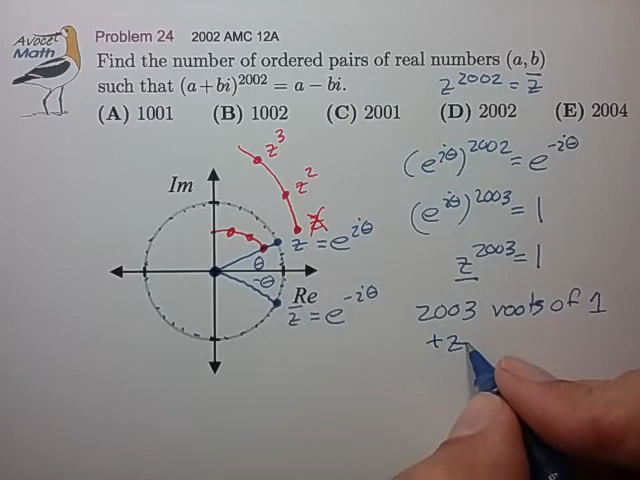 Avocet
Math
Problem 24 2002 AMC 12A
Find the number of ordered pairs of real numbers (a, b)
such that (a + bi)^2002 = a − bi.
z^2002 = z̅
(A) 1001 (B) 1002 (C) 2001 (D) 2002 (E) 2004
(e^iθ)^2002 = e^-iθ
(e^iθ)^2003 = 1
z^2003 = 1
2003 roots of 1
+z
z^3
z^2
z
Im
z = e^iθ
θ
-θ
Re
z̅ = e^-iθ